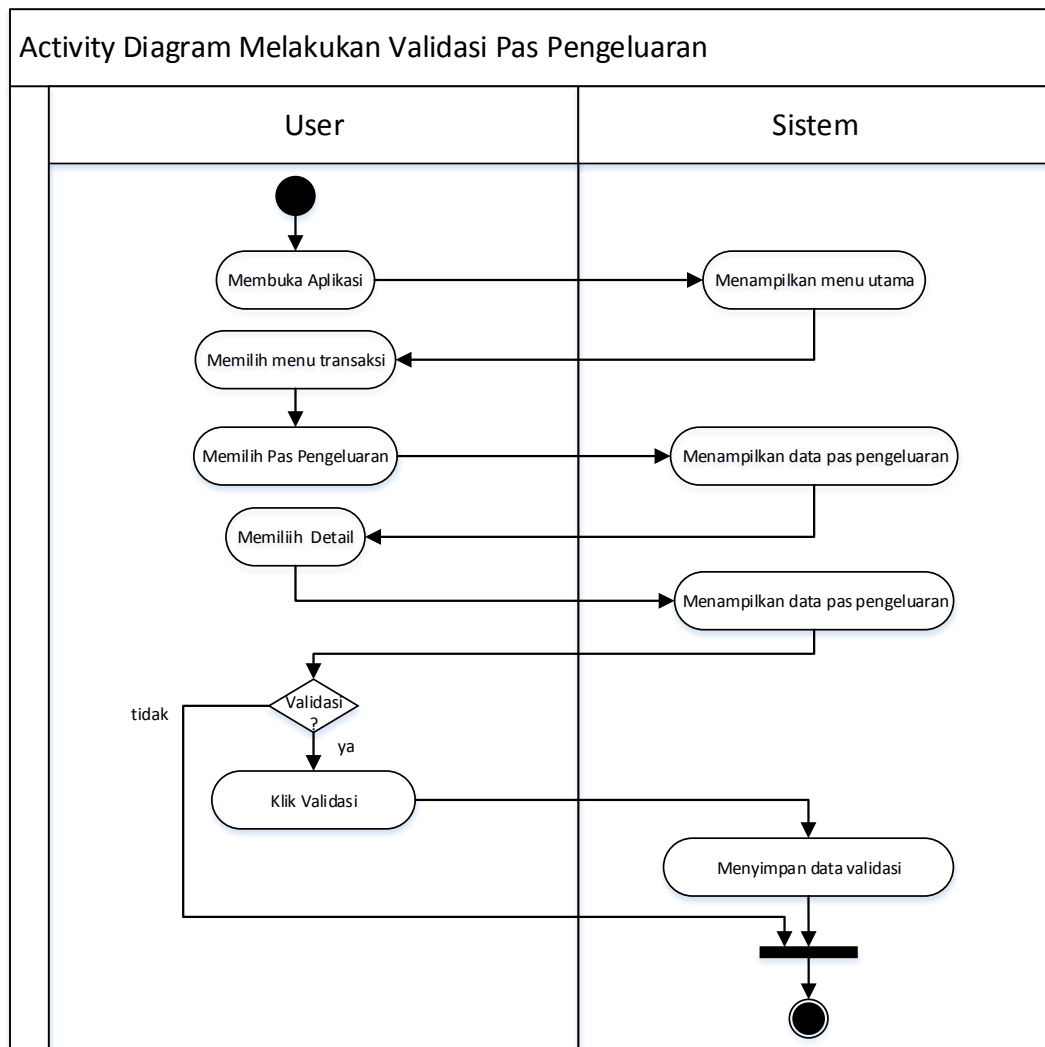 Activity Diagram Melakukan Validasi Pas Pengeluaran
User
Sistem
Membuka Aplikasi
Menampilkan menu utama
Memilih menu transaksi
Memilih Pas Pengeluaran
Menampilkan data pas pengeluaran
Memiliih Detail
Menampilkan data pas pengeluaran
Validasi
?
tidak
ya
Klik Validasi
Menyimpan data validasi